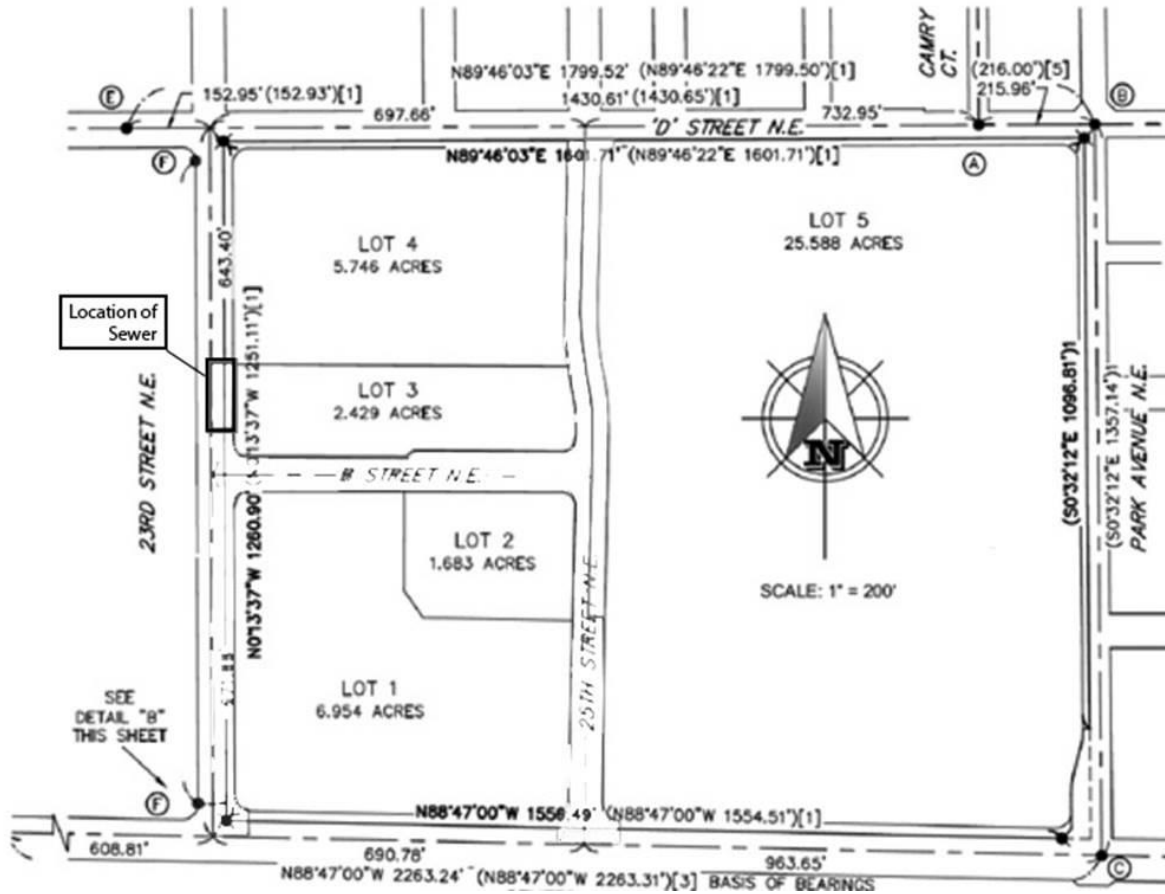 N89°46'03"E 1799.52' (N89°46'22"E 1799.50')[1]
CAMRY
CT.
(216.00')[5]
215.96'
B
E
152.95' (152.93')[1]
1430.61' (1430.65')[1]
697.66'
732.95'
'D' STREET N.E.
F
N89°46'03"E 1601.71' (N89°46'22"E 1601.71')[1]
A
LOT 4
5.746 ACRES
LOT 5
25.588 ACRES
643.40'
Location of
Sewer
LOT 3
2.429 ACRES
23RD STREET N.E.
N0°13'37"W 1260.90'
13'37"W 1251.11')[1]
B STREET N.E.
N
(S0°32'12"E 1096.81')1
(S0°32'12"E 1357.14')1
PARK AVENUE N.E.
LOT 2
1.683 ACRES
SCALE: 1" = 200'
25TH STREET N.E.
LOT 1
6.954 ACRES
SEE
DETAIL "B"
THIS SHEET
F
(N88°47'00"W 1554.51')[1]
N88°47'00"W
608.81'
690.78'
963.65'
N88°47'00"W 2263.24' (N88°47'00"W 2263.31')[3] BASIS OF BEARINGS
C